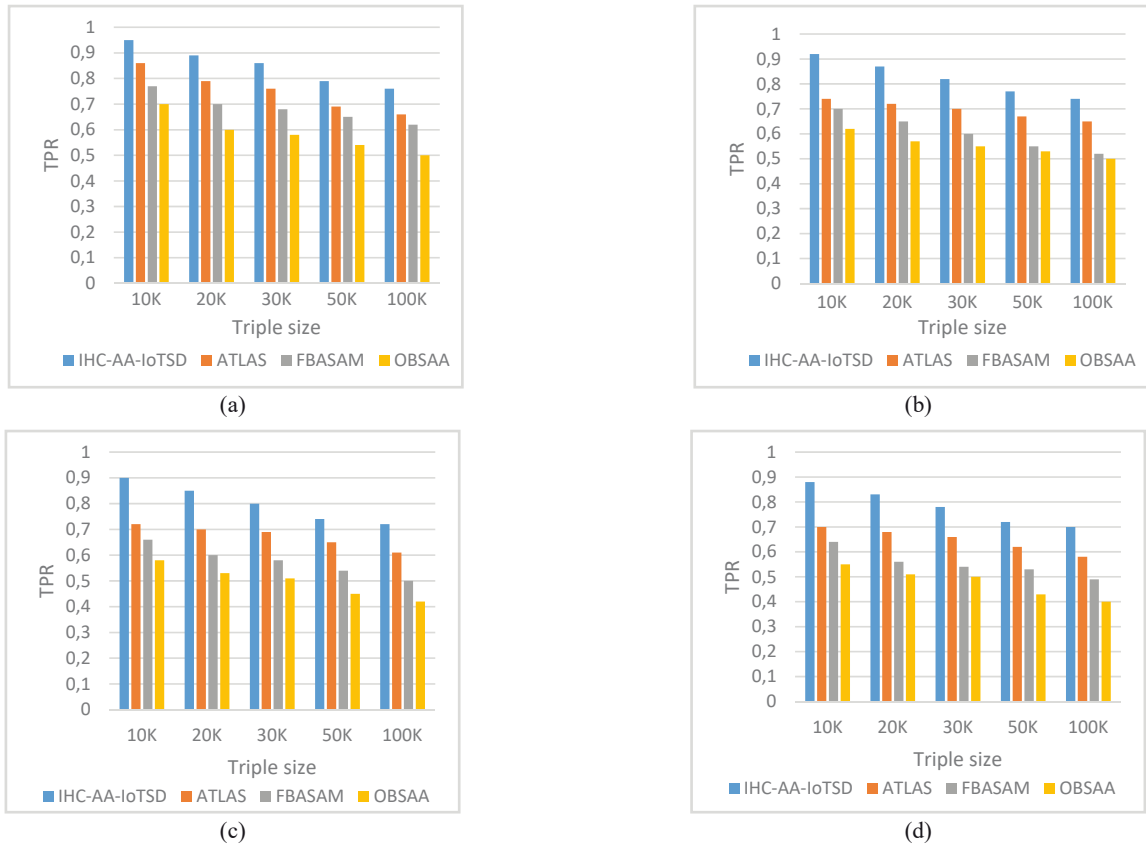 1
0,9
0,8
0,7
0,6
0,5
0,4
0,3
0,2
0,1
0
TPR
10K 20K 30K 50K 100K
Triple size
IHC-AA-IoTSD ATLAS FBASAM OBSAA
(a)
1
0,9
0,8
0,7
0,6
0,5
0,4
0,3
0,2
0,1
0
TPR
10K 20K 30K 50K 100K
Triple size
IHC-AA-IoTSD ATLAS FBASAM OBSAA
(b)
1
0,9
0,8
0,7
0,6
0,5
0,4
0,3
0,2
0,1
0
TPR
10K 20K 30K 50K 100K
Triple size
IHC-AA-IoTSD ATLAS FBASAM OBSAA
(c)
1
0,9
0,8
0,7
0,6
0,5
0,4
0,3
0,2
0,1
0
TPR
10K 20K 30K 50K 100K
Triple size
IHC-AA-IoTSD ATLAS FBASAM OBSAA
(d)